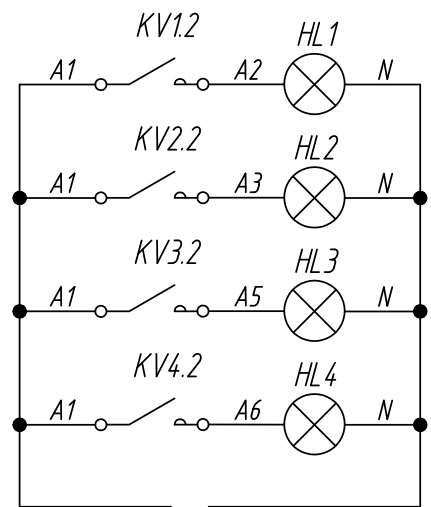 KV1.2 HL1
A1 A2 N
KV2.2 HL2
A1 A3 N
KV3.2 HL3
A1 A5 N
KV4.2 HL4
A1 A6 N